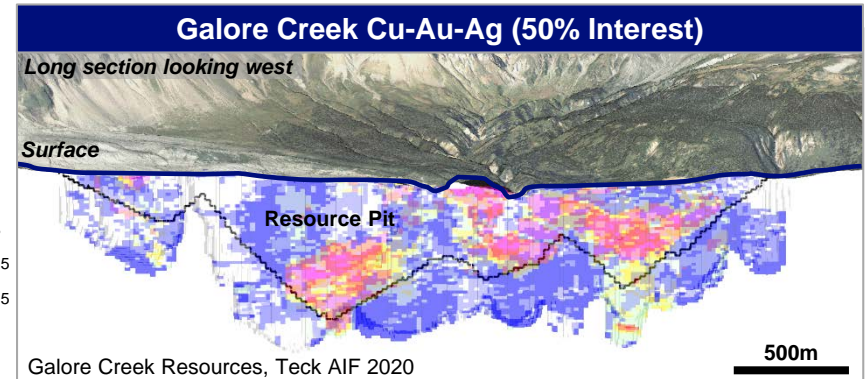 Galore Creek Cu-Au-Ag (50% Interest)
Long section looking west
Surface
Resource Pit
5
5
500m
Galore Creek Resources, Teck AIF 2020